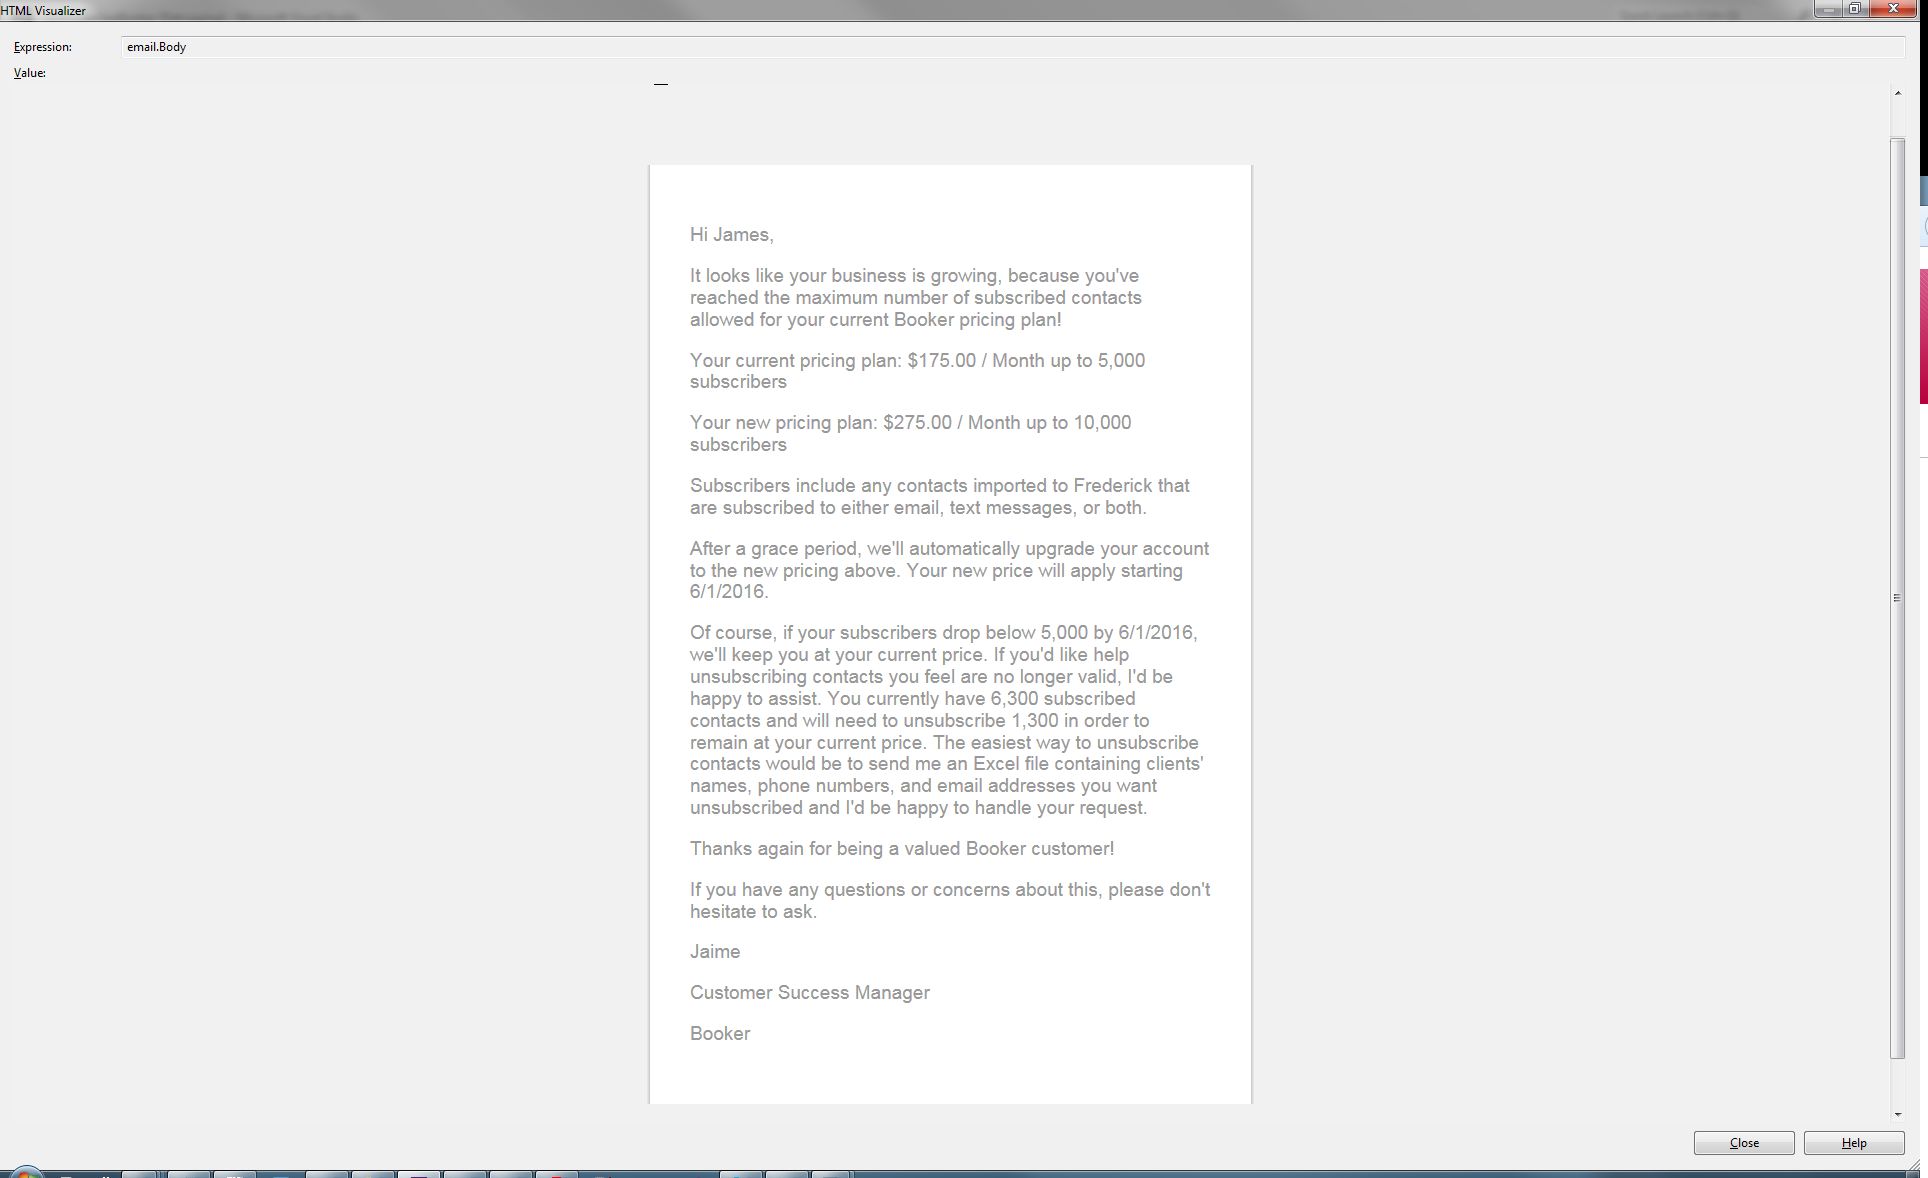 HTML Visualizer
Expression:
email.Body
Value:
Hi James,
It looks like your business is growing, because you've
reached the maximum number of subscribed contacts
allowed for your current Booker pricing plan!
Your current pricing plan: $175.00 / Month up to 5,000
subscribers
Your new pricing plan: $275.00 / Month up to 10,000
subscribers
Subscribers include any contacts imported to Frederick that
are subscribed to either email, text messages, or both.
After a grace period, we'll automatically upgrade your account
to the new pricing above. Your new price will apply starting
6/1/2016.
Of course, if your subscribers drop below 5,000 by 6/1/2016,
we'll keep you at your current price. If you'd like help
unsubscribing contacts you feel are no longer valid, I'd be
happy to assist. You currently have 6,300 subscribed
contacts and will need to unsubscribe 1,300 in order to
remain at your current price. The easiest way to unsubscribe
contacts would be to send me an Excel file containing clients'
names, phone numbers, and email addresses you want
unsubscribed and I'd be happy to handle your request.
Thanks again for being a valued Booker customer!
If you have any questions or concerns about this, please don't
hesitate to ask.
Jaime
Customer Success Manager
Booker
Close
Help